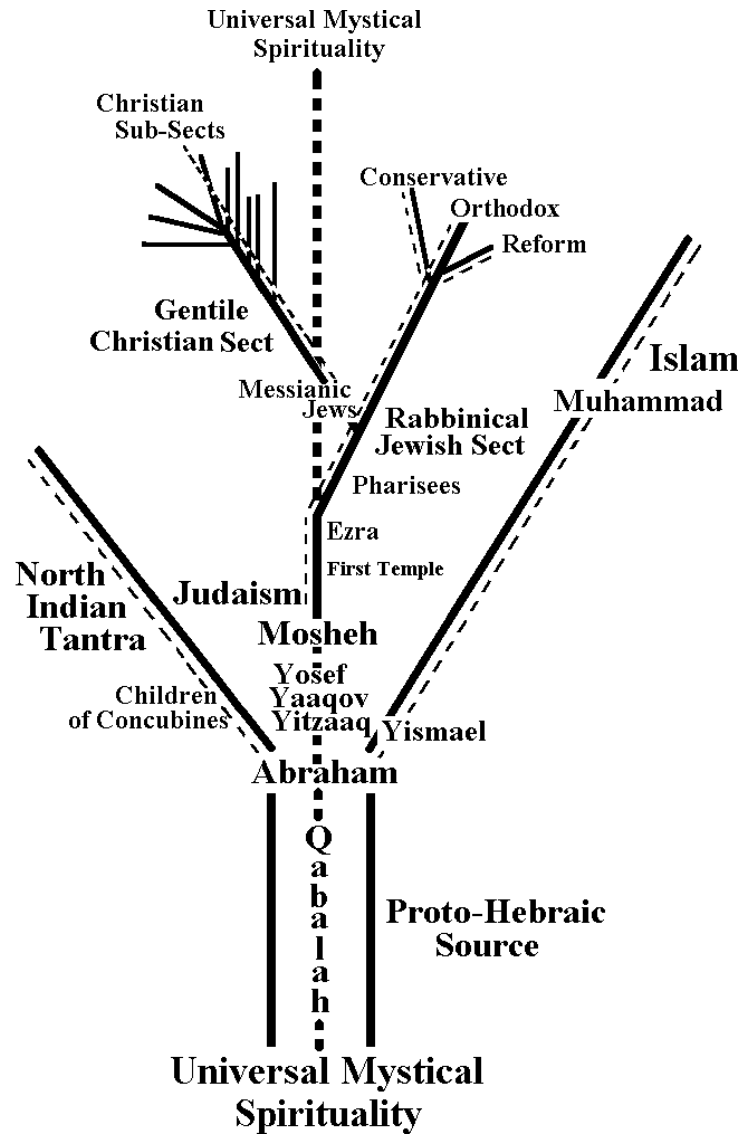 Universal Mystical
Spirituality
Christian
Sub-Sects
Conservative
Orthodox
Reform
Gentile
Christian Sect
Islam
Messianic
Jews
Muhammad
Rabbinical
Jewish Sect
Pharisees
Ezra
First Temple
North
Indian
Tantra
Judaism
Mosheh
Yosef
Yaaqov
Yitzaaq
Children
of Concubines
Yismael
Abraham
Qabalah
Proto-Hebraic
Source
Universal Mystical
Spirituality